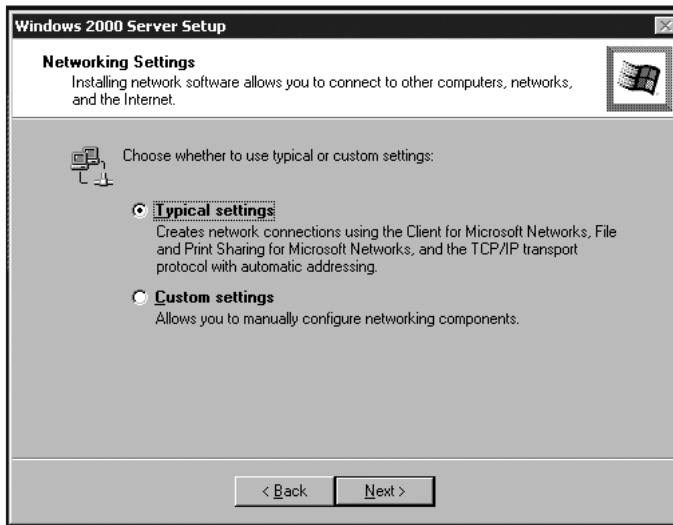 Windows 2000 Server Setup
Networking Settings
Installing network software allows you to connect to other computers, networks,
and the Internet.
Choose whether to use typical or custom settings:
Typical settings
Creates network connections using the Client for Microsoft Networks, File
and Print Sharing for Microsoft Networks, and the TCP/IP transport
protocol with automatic addressing.
Custom settings
Allows you to manually configure networking components.
< Back
Next >